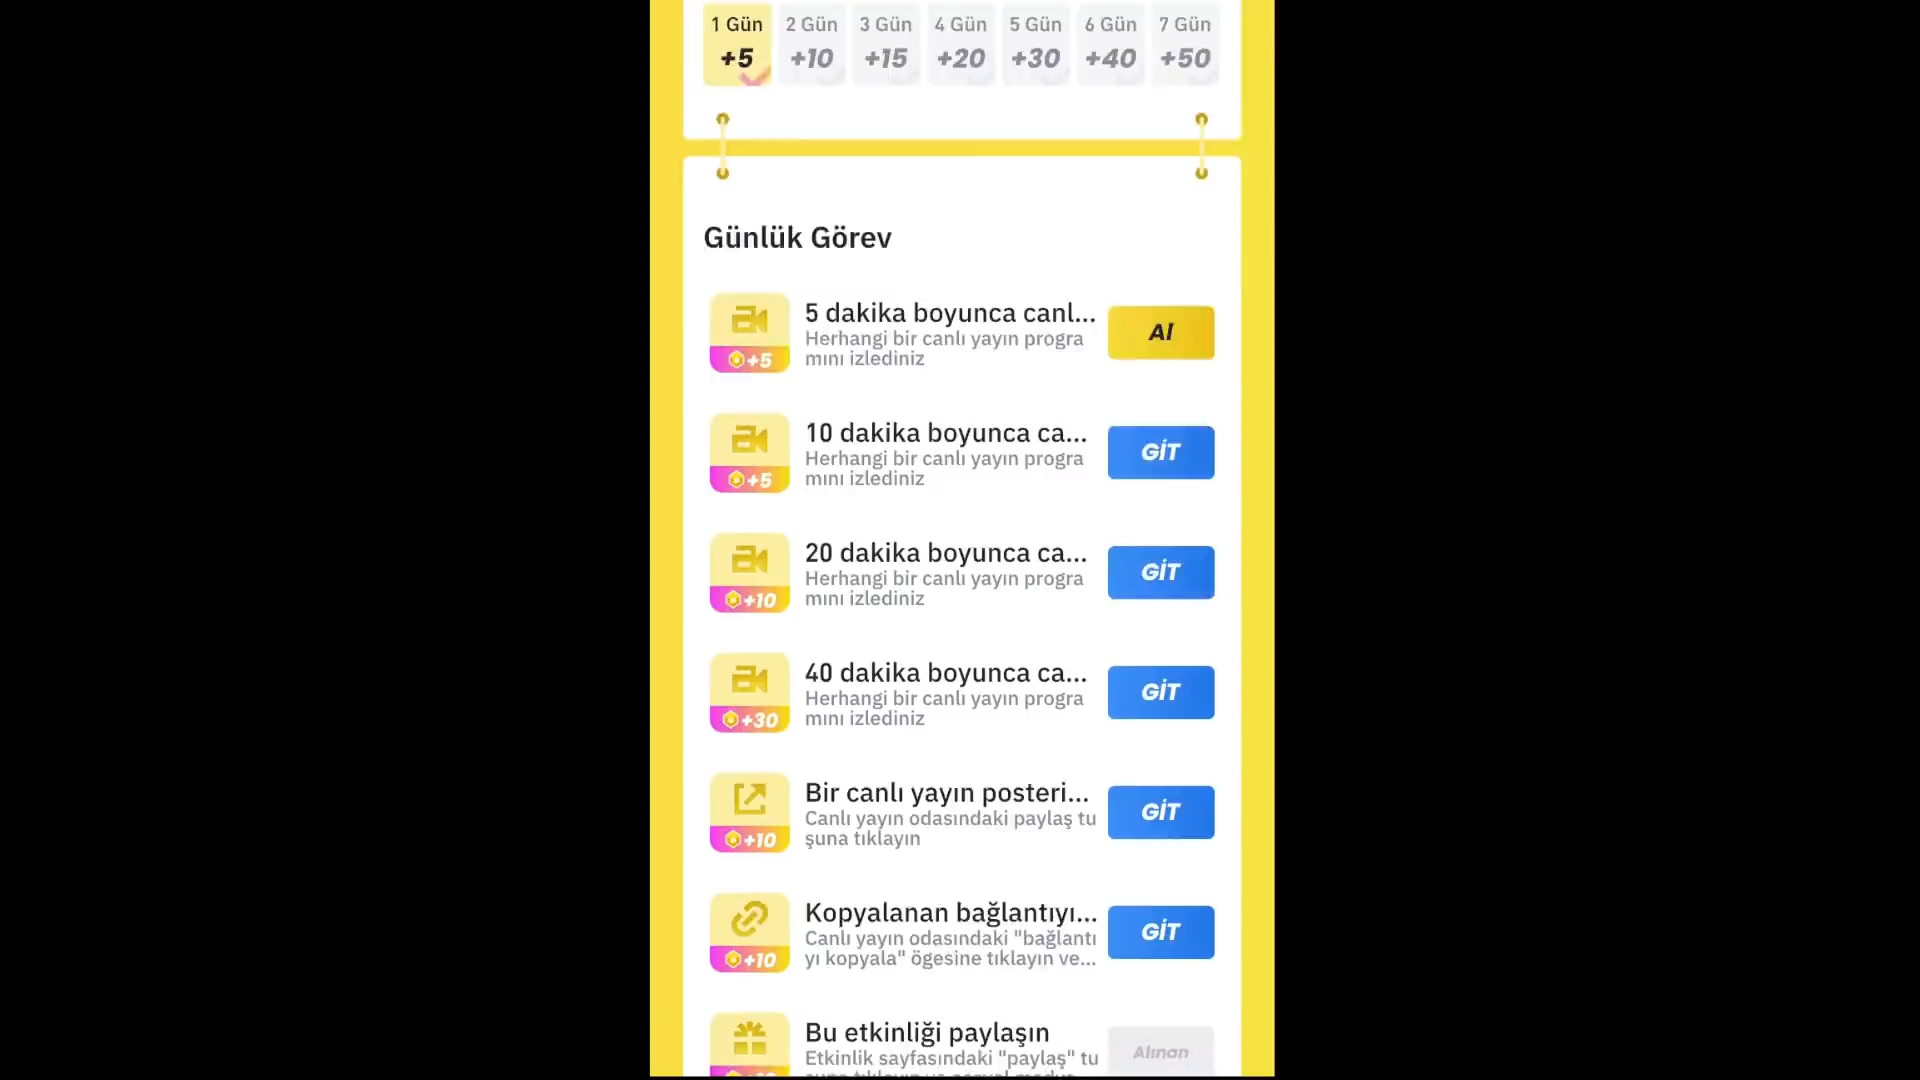 1 Gün 2 Gün 3 Gün 4 Gün 5 Gün 6 Gün 7 Gün
+5 +10 +15 +20 +30 +40 +50
Günlük Görev
5 dakika boyunca canl...
Herhangi bir canlı yayın progra
mını izlediniz
+5
Al
10 dakika boyunca ca...
Herhangi bir canlı yayın progra
mını izlediniz
+5
GİT
20 dakika boyunca ca...
Herhangi bir canlı yayın progra
mını izlediniz
+10
GİT
40 dakika boyunca ca...
Herhangi bir canlı yayın progra
mını izlediniz
+30
GİT
Bir canlı yayın posteri...
Canlı yayın odasındaki paylaş tu
şuna tıklayın
+10
GİT
Kopyalanan bağlantıyı...
Canlı yayın odasındaki "bağlantı
yı kopyala" ögesine tıklayın ve...
+10
GİT
Bu etkinliği paylaşın
Etkinlik sayfasındaki "paylaş" tu
Alınan